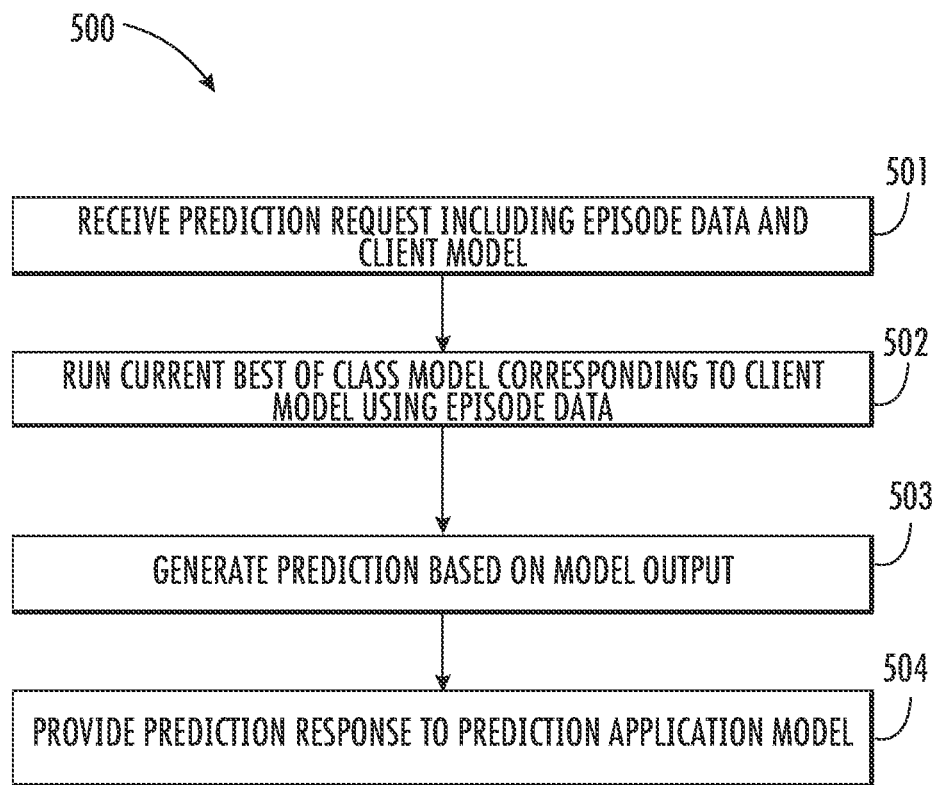 500
501
RECEIVE PREDICTION REQUEST INCLUDING EPISODE DATA AND
CLIENT MODEL
502
RUN CURRENT BEST OF CLASS MODEL CORRESPONDING TO CLIENT
MODEL USING EPISODE DATA
503
GENERATE PREDICTION BASED ON MODEL OUTPUT
504
PROVIDE PREDICTION RESPONSE TO PREDICTION APPLICATION MODEL